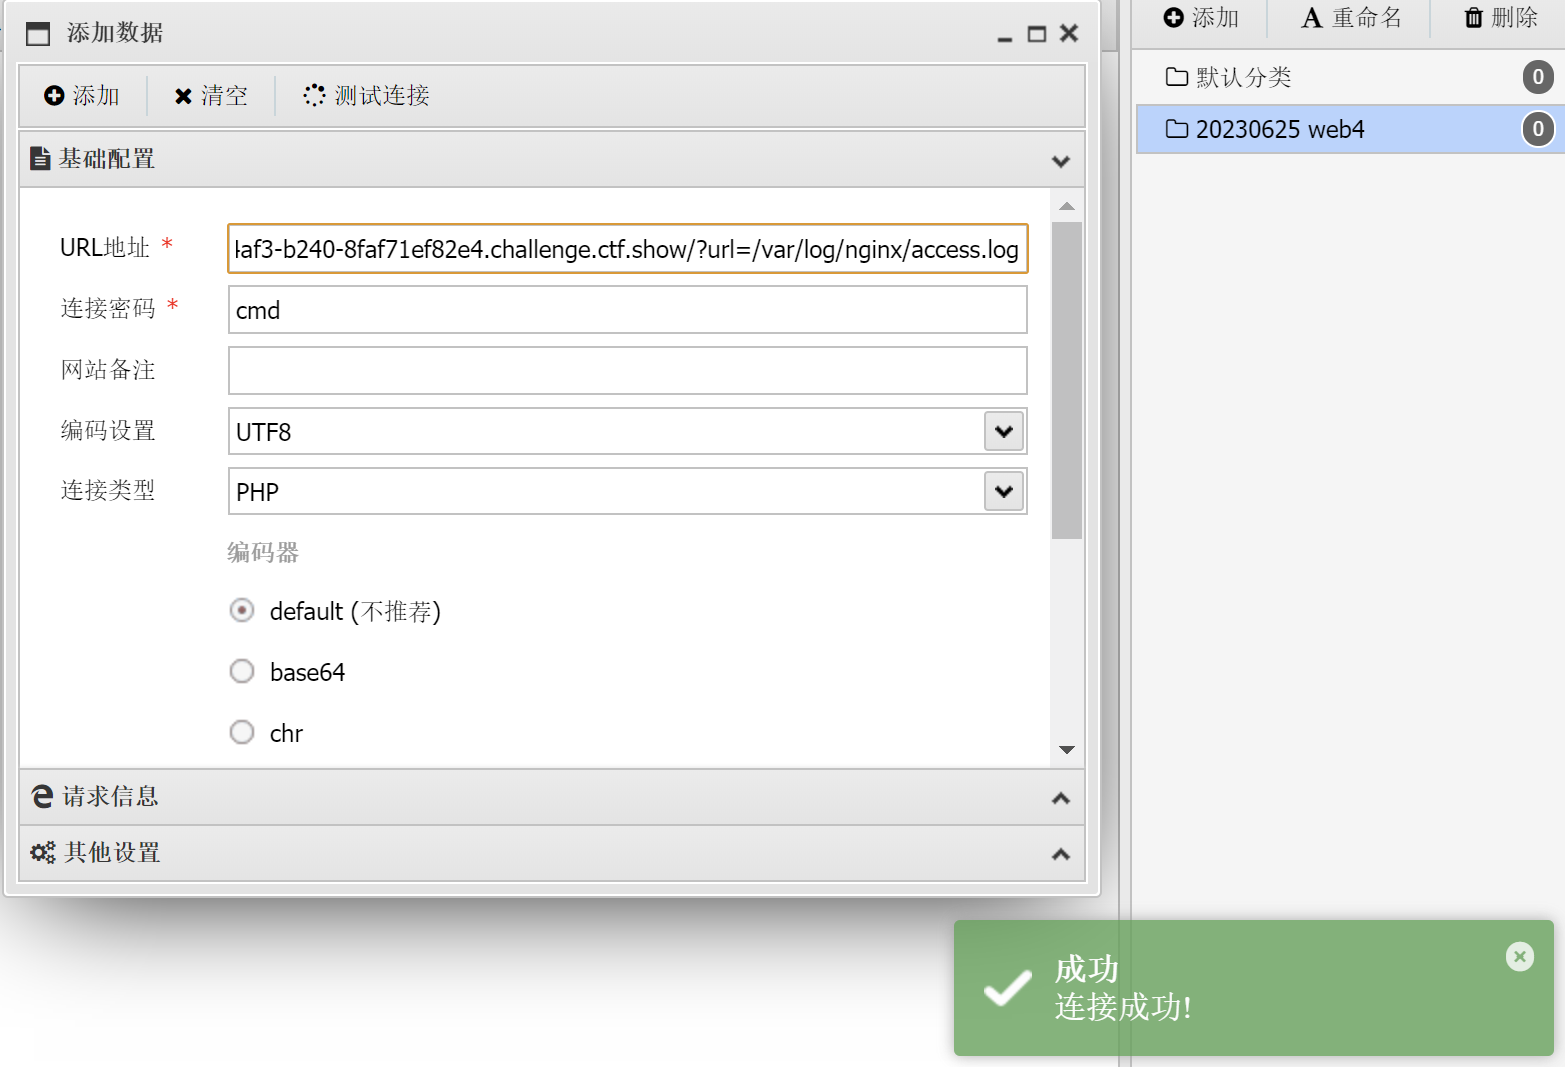 添加数据
添加 清空 测试连接
基础配置
URL地址 * af3-b240-8faf71ef82e4.challenge.ctf.show/?url=/var/log/nginx/access.log
连接密码 * cmd
网站备注
编码设置 UTF8
连接类型 PHP
编码器
default (不推荐)
base64
chr
请求信息
其他设置
添加 重命名 删除
默认分类 0
20230625 web4 0
成功
连接成功!